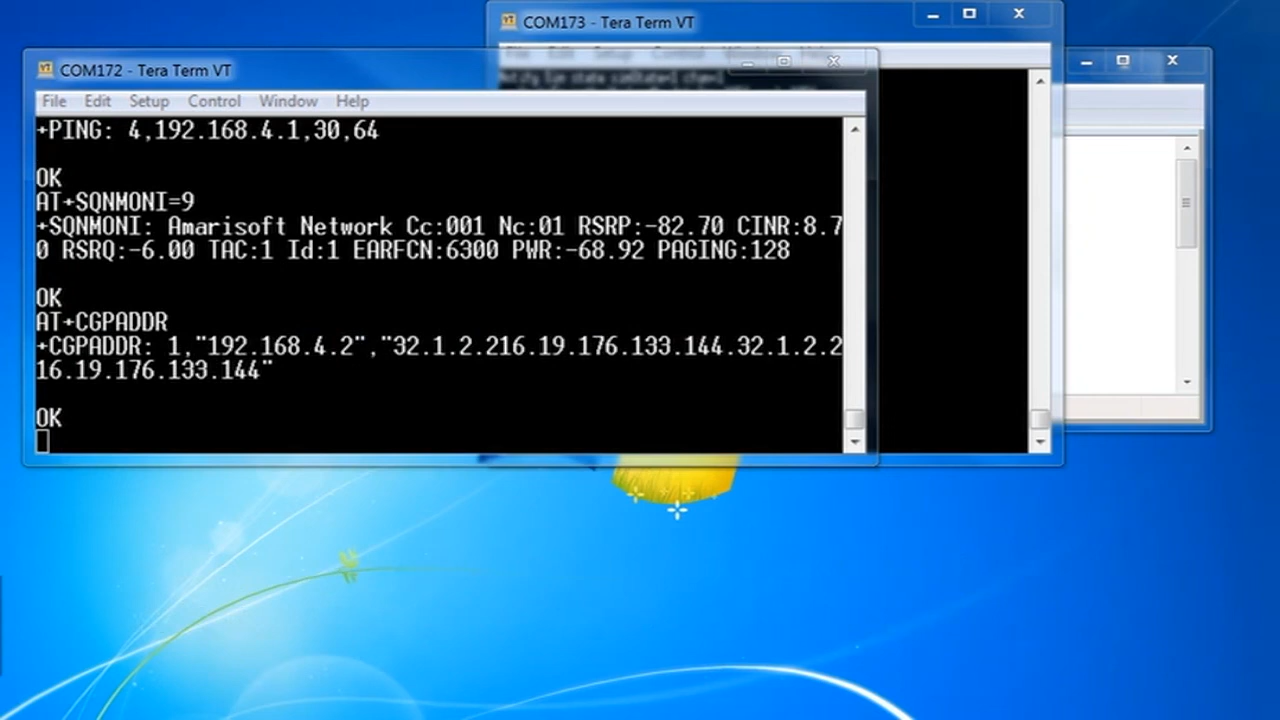 COM173 - Tera Term VT
COM172 - Tera Term VT
File Edit Setup Control Window Help
+PING: 4,192.168.4.1,30,64
OK
AT+SQNMONI=9
+SQNMONI: Amarisoft Network Cc:001 Nc:01 RSRP:-82.70 CINR:8.7
0 RSRQ:-6.00 TAC:1 Id:1 EARFCN:6300 PWR:-68.92 PAGING:128
OK
AT+CGPADDR
+CGPADDR: 1,"192.168.4.2","32.1.2.216.19.176.133.144.32.1.2.2
16.19.176.133.144"
OK